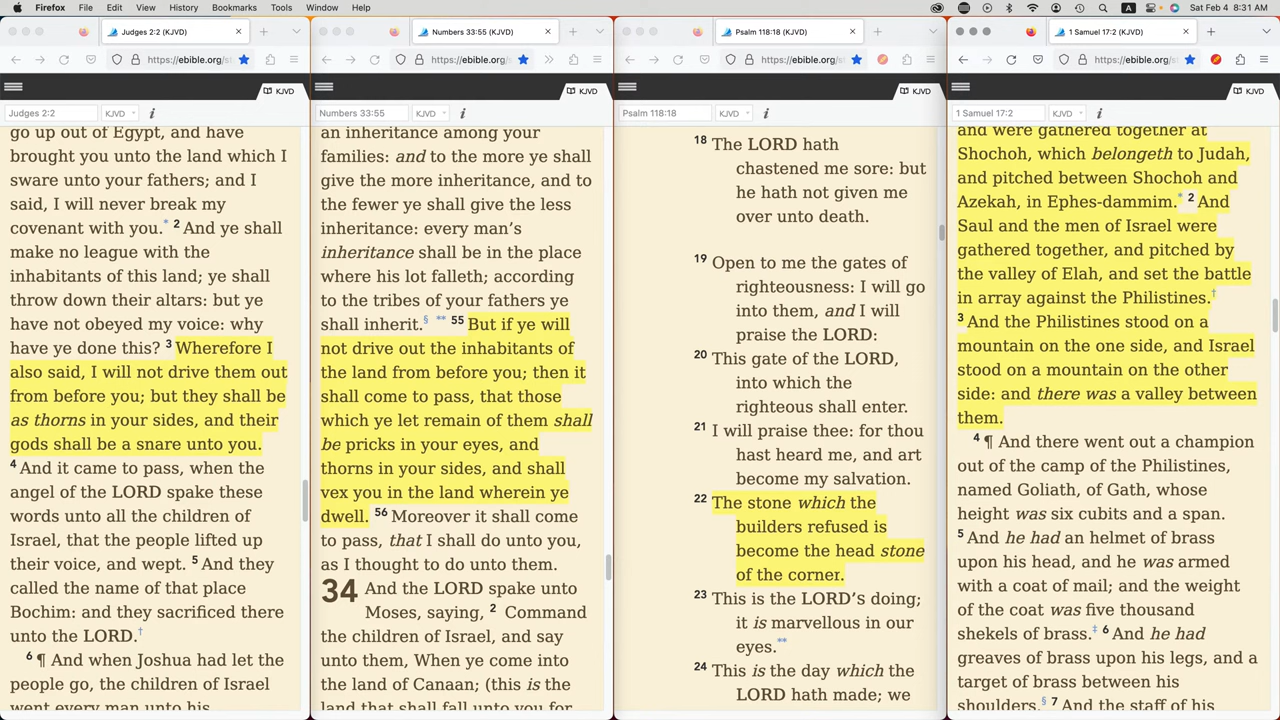 Firefox File Edit View History Bookmarks Tools Window Help A Sat Feb 4 8:31 AM
Judges 2:2 (KJVD)
https://ebible.org/
KJVD
Judges 2:2 KJVD i
go up out of Egypt, and have
brought you unto the land which I
sware unto your fathers; and I
said, I will never break my
covenant with you.* 2 And ye shall
make no league with the
inhabitants of this land; ye shall
throw down their altars: but ye
have not obeyed my voice: why
have ye done this? 3 Wherefore I
also said, I will not drive them out
from before you; but they shall be
as thorns in your sides, and their
gods shall be a snare unto you.
4 And it came to pass, when the
angel of the LORD spake these
words unto all the children of
Israel, that the people lifted up
their voice, and wept. 5 And they
called the name of that place
Bochim: and they sacrificed there
unto the LORD.†
6 ¶ And when Joshua had let the
people go, the children of Israel
went every man unto his
Numbers 33:55 (KJVD)
https://ebible.org/
KJVD
Numbers 33:55 KJVD i
an inheritance among your
families: and to the more ye shall
give the more inheritance, and to
the fewer ye shall give the less
inheritance: every man’s
inheritance shall be in the place
where his lot falleth; according
to the tribes of your fathers ye
shall inherit.§ ** 55 But if ye will
not drive out the inhabitants of
the land from before you; then it
shall come to pass, that those
which ye let remain of them shall
be pricks in your eyes, and
thorns in your sides, and shall
vex you in the land wherein ye
dwell. 56 Moreover it shall come
to pass, that I shall do unto you,
as I thought to do unto them.
34 And the LORD spake unto
Moses, saying, 2 Command
the children of Israel, and say
unto them, When ye come into
the land of Canaan; (this is the
land that shall fall unto you for
Psalm 118:18 (KJVD)
https://ebible.org/
KJVD
Psalm 118:18 KJVD i
18 The LORD hath
chastened me sore: but
he hath not given me
over unto death.
19 Open to me the gates of
righteousness: I will go
into them, and I will
praise the LORD:
20 This gate of the LORD,
into which the
righteous shall enter.
21 I will praise thee: for thou
hast heard me, and art
become my salvation.
22 The stone which the
builders refused is
become the head stone
of the corner.
23 This is the LORD’S doing;
it is marvellous in our
eyes.**
24 This is the day which the
LORD hath made; we
1 Samuel 17:2 (KJVD)
https://ebible.org/
KJVD
1 Samuel 17:2 KJVD i
and were gathered together at
Shochoh, which belongeth to Judah,
and pitched between Shochoh and
Azekah, in Ephes-dammim.* 2 And
Saul and the men of Israel were
gathered together, and pitched by
the valley of Elah, and set the battle
in array against the Philistines.†
3 And the Philistines stood on a
mountain on the one side, and Israel
stood on a mountain on the other
side: and there was a valley between
them.
4 ¶ And there went out a champion
out of the camp of the Philistines,
named Goliath, of Gath, whose
height was six cubits and a span.
5 And he had an helmet of brass
upon his head, and he was armed
with a coat of mail; and the weight
of the coat was five thousand
shekels of brass.‡ 6 And he had
greaves of brass upon his legs, and a
target of brass between his
shoulders.§ 7 And the staff of his